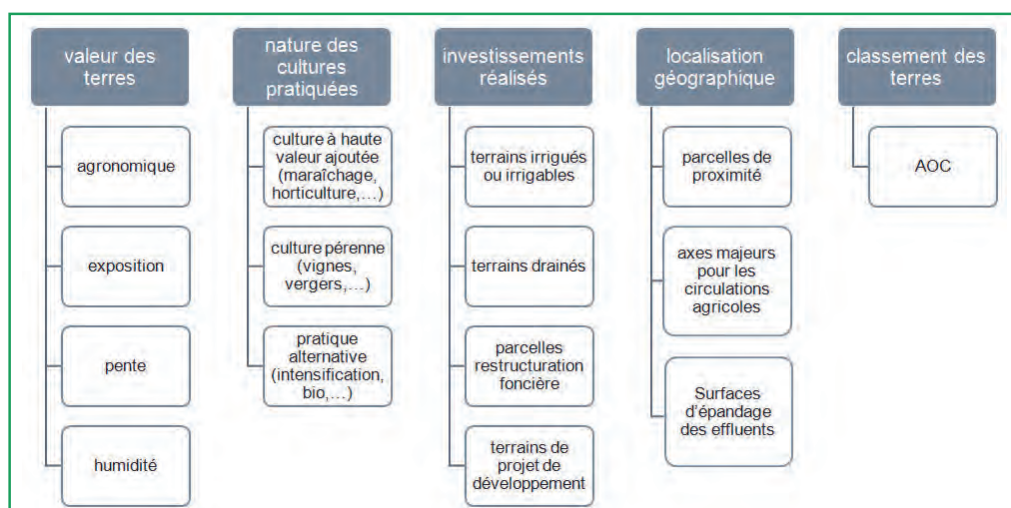 valeur des
terres
agronomique
exposition
pente
humidité
nature des
cultures
pratiquées
culture à haute
valeur ajoutée
(maraîchage,
horticulture,…)
culture pérenne
(vignes,
vergers,…)
pratique
alternative
(intensification,
bio,…)
investissements
réalisés
terrains irrigués
ou irrigables
terrains drainés
parcelles
restructuration
foncière
terrains de
projet de
développement
localisation
géographique
parcelles de
proximité
axes majeurs
pour les
circulations
agricoles
Surfaces
d'épandage
des effluents
classement des
terres
AOC